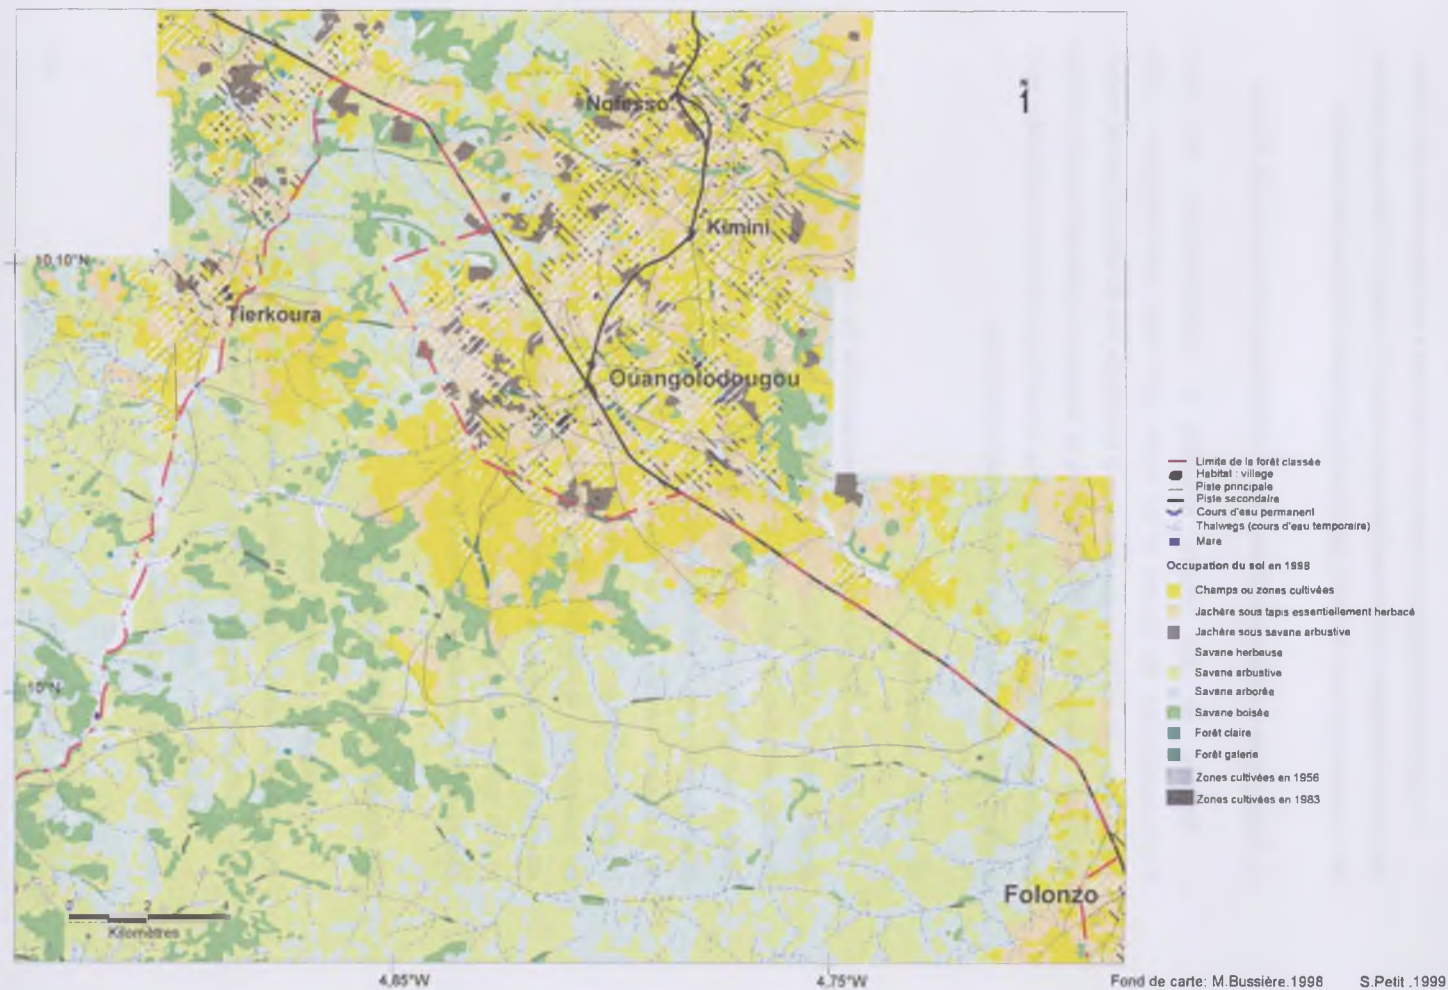 Nofesso
Kimini
10.10°N
Tierkoura
Ouangolodougou
Limite de la forêt classée
Habitat : village
Piste principale
Piste secondaire
Cours d'eau permanent
Thalwegs (cours d'eau temporaire)
Mare
Occupation du sol en 1998
Champs ou zones cultivées
Jachère sous tapis essentiellement herbacé
Jachère sous savane arbustive
Savane herbeuse
Savane arbustive
10°N
Savane arborée
Savane boisée
Forêt claire
Forêt galerie
Zones cultivées en 1956
Zones cultivées en 1983
Folonzo
0 2 4
Kilomètres
4.85°W 4.75°W
Fond de carte: M.Bussière.1998 S.Petit .1999